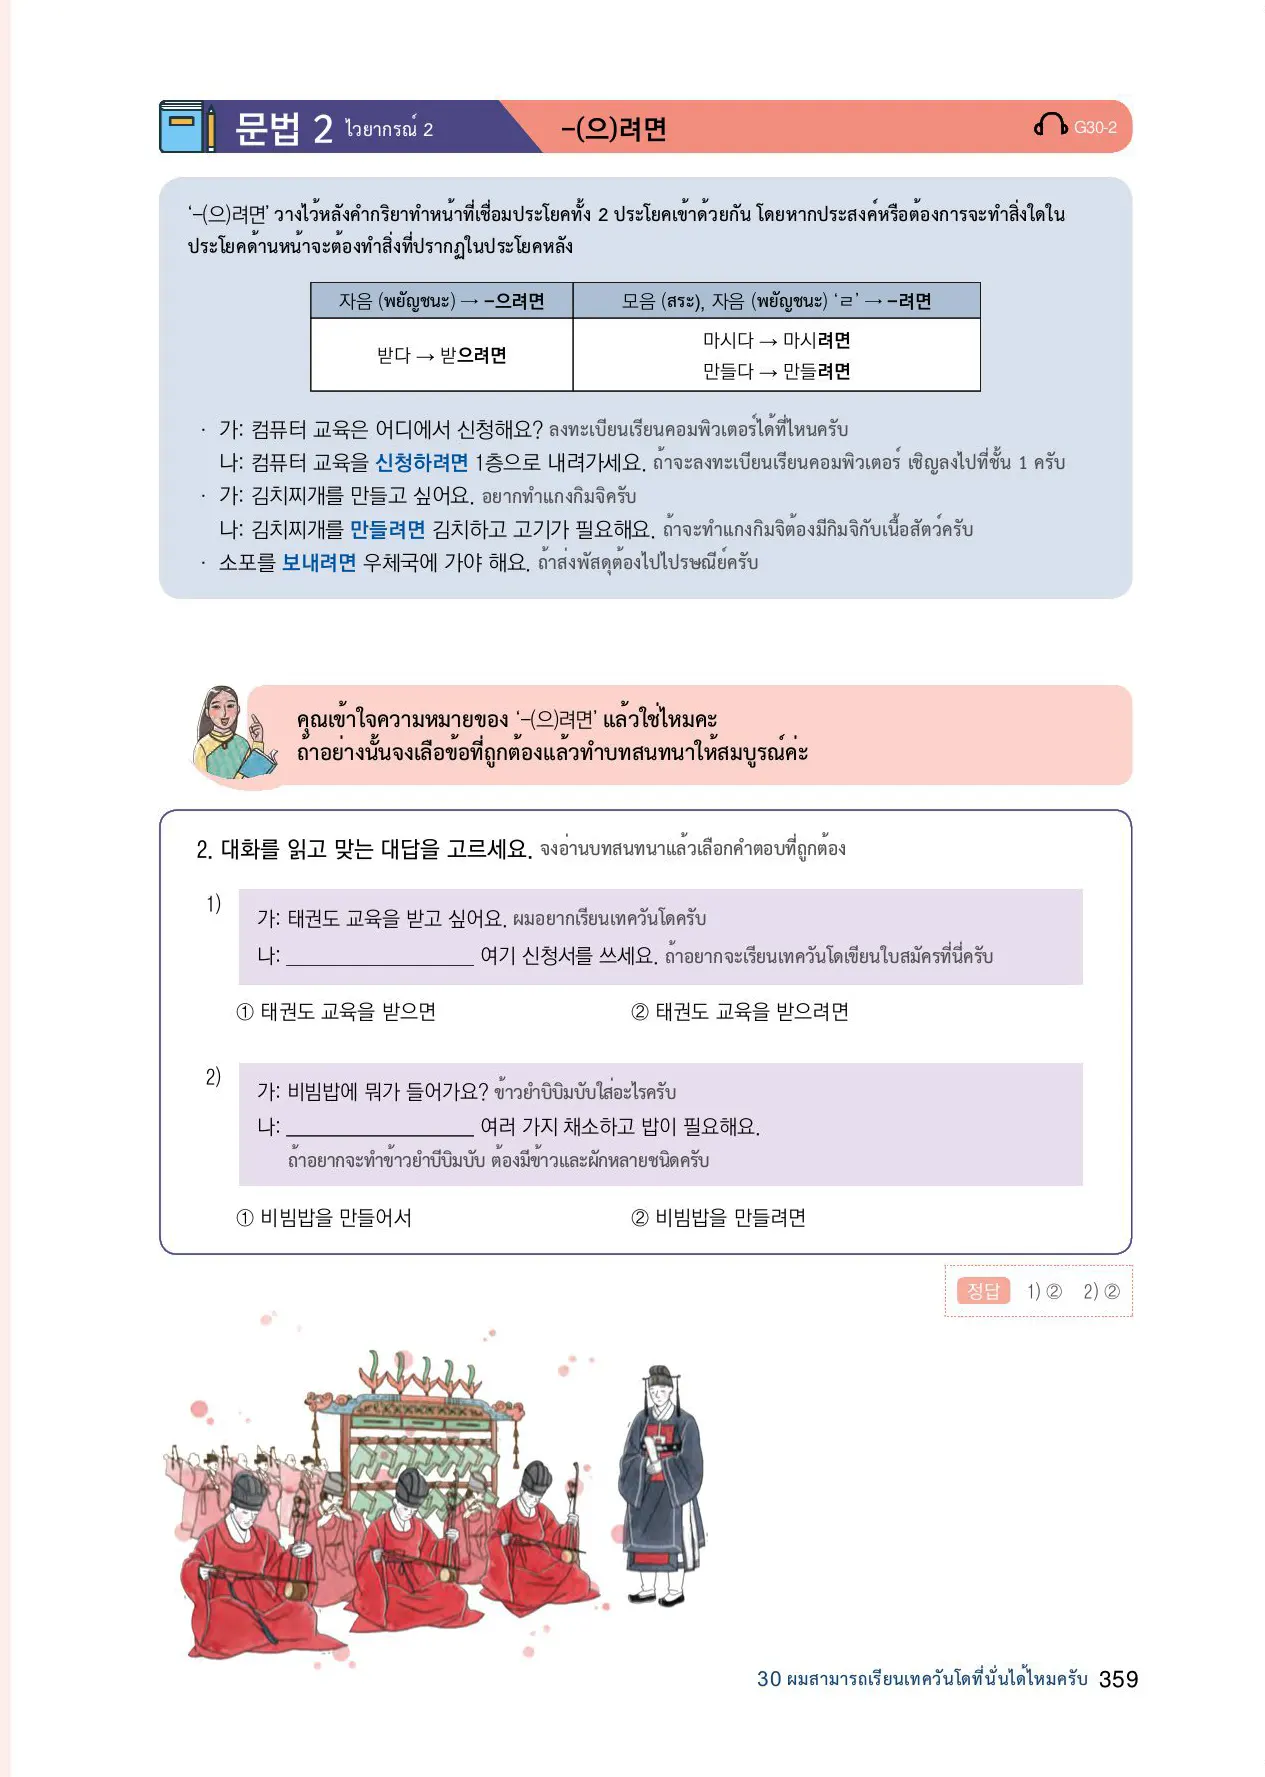 문법 2 ไวยากรณ์ 2 -(으)려면 G30-2
‘-(으)려면’ วางไว้หลังคำกริยาทำหน้าที่เชื่อมประโยคทั้ง 2 ประโยคเข้าด้วยกัน โดยหากประสงค์หรือต้องการจะทำสิ่งใดใน
ประโยคด้านหน้าจะต้องทำสิ่งที่ปรากฏในประโยคหลัง
자음 (พยัญชนะ) → -으려면 모음 (สระ), 자음 (พยัญชนะ) ‘ㄹ’ → -려면
받다 → 받으려면 마시다 → 마시려면
만들다 → 만들려면
· 가: 컴퓨터 교육은 어디에서 신청해요? ลงทะเบียนเรียนคอมพิวเตอร์ได้ที่ไหนครับ
나: 컴퓨터 교육을 신청하려면 1층으로 내려가세요. ถ้าจะลงทะเบียนเรียนคอมพิวเตอร์ เชิญลงไปที่ชั้น 1 ครับ
· 가: 김치찌개를 만들고 싶어요. อยากทำแกงกิมจิครับ
나: 김치찌개를 만들려면 김치하고 고기가 필요해요. ถ้าจะทำแกงกิมจิต้องมีกิมจิกับเนื้อสัตว์ครับ
· 소포를 보내려면 우체국에 가야 해요. ถ้าส่งพัสดุต้องไปไปรษณีย์ครับ
คุณเข้าใจความหมายของ ‘-(으)려면’ แล้วใช่ไหมคะ
ถ้าอย่างนั้นจงเลือข้อที่ถูกต้องแล้วทำบทสนทนาให้สมบูรณ์ค่ะ
2. 대화를 읽고 맞는 대답을 고르세요. จงอ่านบทสนทนาแล้วเลือกคำตอบที่ถูกต้อง
1) 가: 태권도 교육을 받고 싶어요. ผมอยากเรียนเทควันโดครับ
나: __________________ 여기 신청서를 쓰세요. ถ้าอยากจะเรียนเทควันโดเขียนใบสมัครที่นี่ครับ
① 태권도 교육을 받으면 ② 태권도 교육을 받으려면
2) 가: 비빔밥에 뭐가 들어가요? ข้าวยำบิบิมบับใส่อะไรครับ
나: __________________ 여러 가지 채소하고 밥이 필요해요.
ถ้าอยากจะทำข้าวยำบีบิมบับ ต้องมีข้าวและผักหลายชนิดครับ
① 비빔밥을 만들어서 ② 비빔밥을 만들려면
정답 1) ② 2) ②
30 ผมสามารถเรียนเทควันโดที่นั่นได้ไหมครับ 359